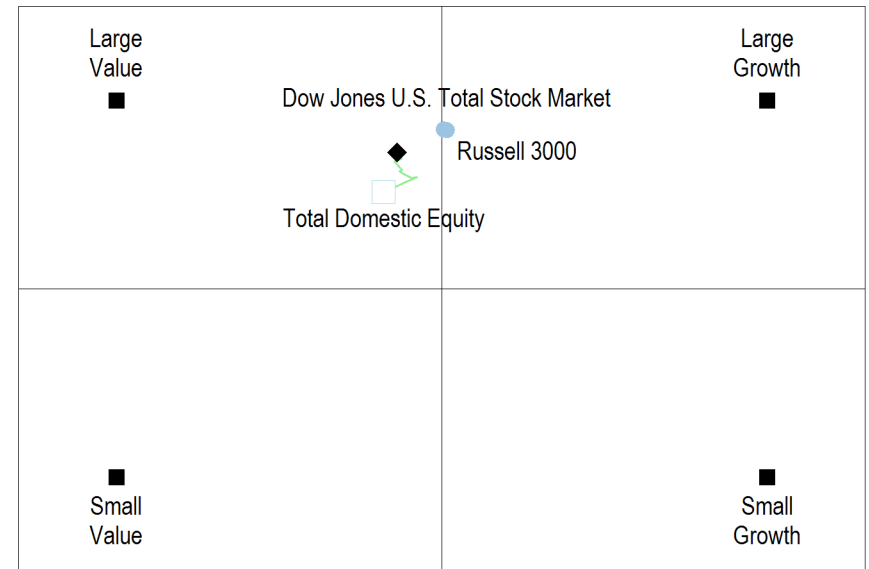 Large
Value
Large
Growth
Dow Jones U.S. Total Stock Market
Russell 3000
Total Domestic Equity
Small
Value
Small
Growth